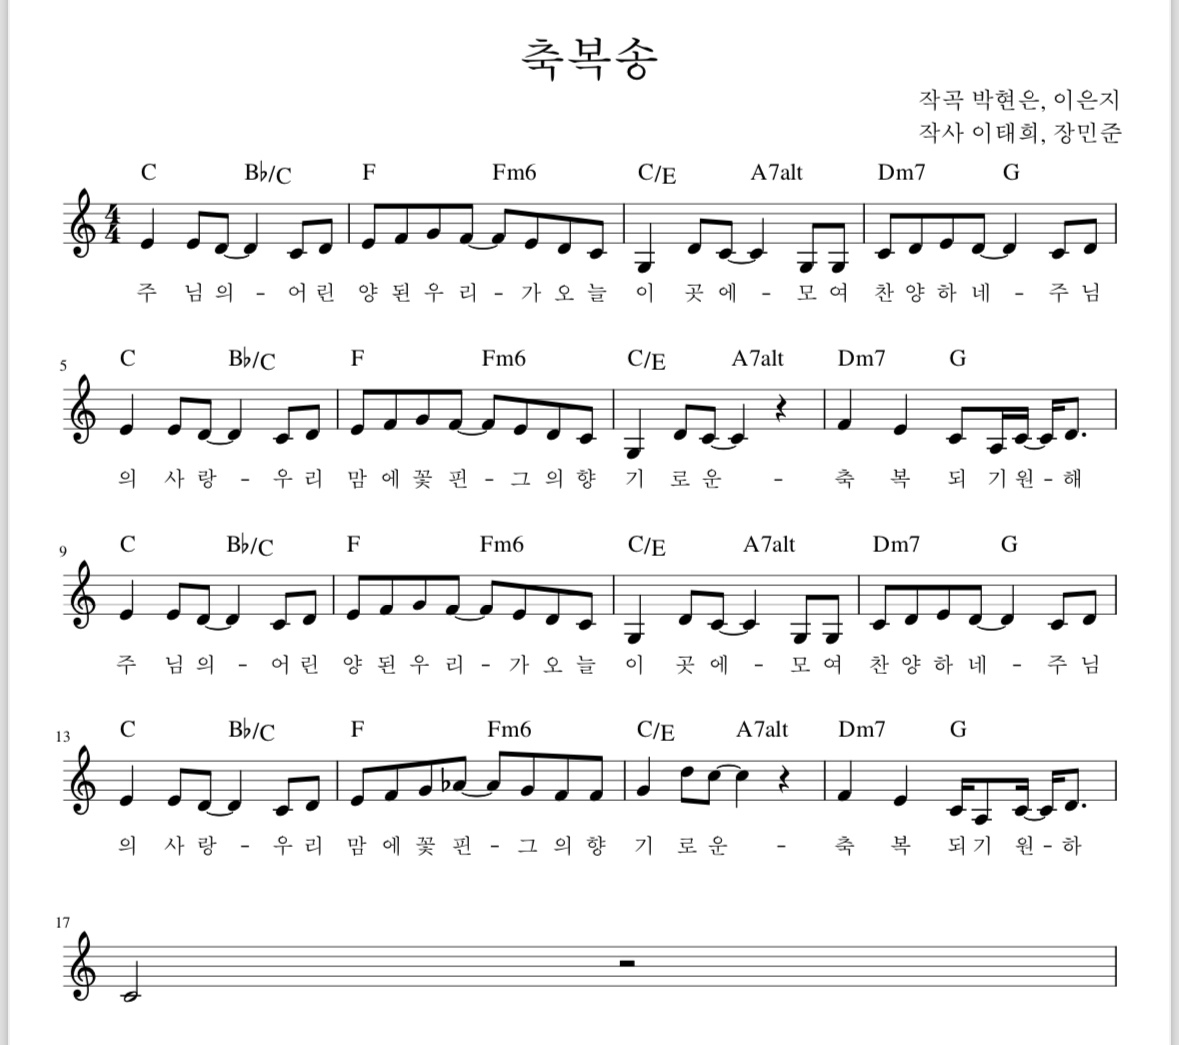 축복송
작곡 박현은, 이은지
작사 이태희, 장민준
C B♭/C F Fm6 C/E A7alt Dm7 G
4
4
주 님 의 - 어 린 양 된 우 리 - 가 오 늘 이 곳 에 - 모 여 찬 양 하 네 - 주 님
5
C B♭/C F Fm6 C/E A7alt Dm7 G
의 사 랑 - 우 리 맘 에 꽃 핀 - 그 의 향 기 로 운 - 축 복 되 기 원 - 해
9
C B♭/C F Fm6 C/E A7alt Dm7 G
주 님 의 - 어 린 양 된 우 리 - 가 오 늘 이 곳 에 - 모 여 찬 양 하 네 - 주 님
13
C B♭/C F Fm6 C/E A7alt Dm7 G
의 사 랑 - 우 리 맘 에 꽃 핀 - 그 의 향 기 로 운 - 축 복 되 기 원 - 하
17